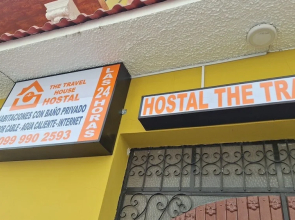 THE TRAVEL
HOUSE
HOSTAL
LAS 24 HORAS
HABITACIONES CON BAÑO PRIVADO
CABLE - AGUA CALIENTE - INTERNET
099 990 2593
HOSTAL THE TRA